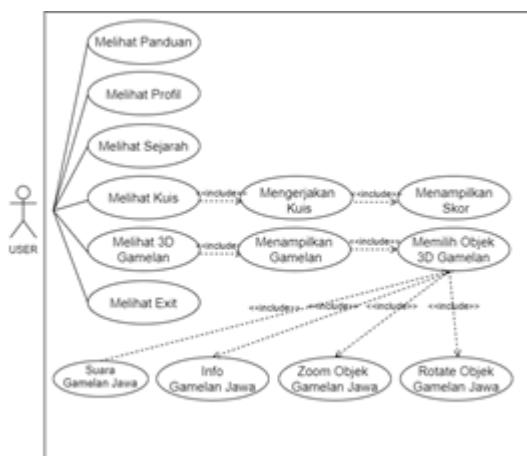 Melihat Panduan
Melihat Profil
Melihat Sejarah
Melihat Kuis
<<include>>
Mengerjakan
Kuis
<<include>>
Menampilkan
Skor
USER
Melihat 3D
Gamelan
<<include>>
Menampilkan
Gamelan
<<include>>
Memilih Objek
3D Gamelan
Melihat Exit
<<include>>
<<include>>
<<include>>
<<include>>
Suara
Gamelan Jawa
Info
Gamelan Jawa
Zoom Objek
Gamelan Jawa
Rotate Objek
Gamelan Jawa